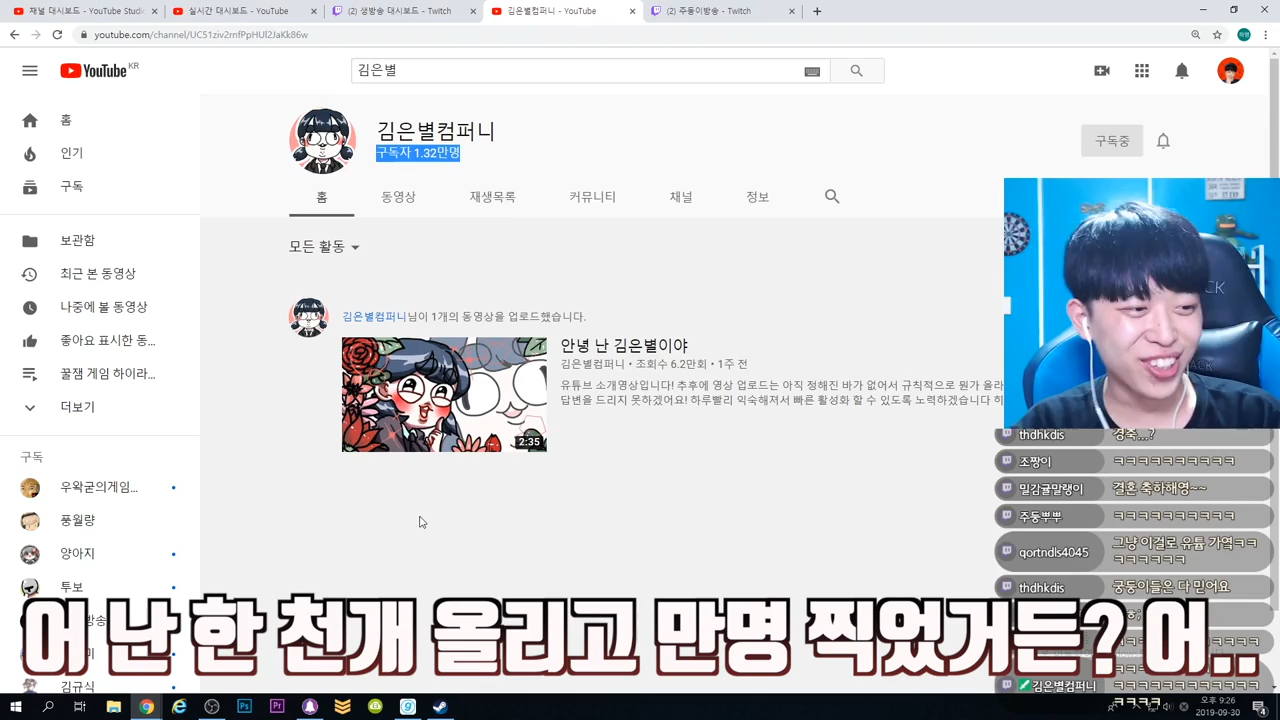 채널 대시보드 - YouTube Studio
실시간 대시보드 - YouTube
(2) 생방송 대시보드 - Twitch
김은별컴퍼니 - YouTube
(2) 주둥이방송 - Twitch
youtube.com/channel/UC51ziv2rnfPpHUl2JaKk86w
YouTube KR
김은별
홈
인기
구독
보관함
최근 본 동영상
나중에 볼 동영상
좋아요 표시한 동...
꿀잼 게임 하이라...
더보기
구독
우왁굳의게임...
풍월량
양아지
투보
김규식
김은별컴퍼니
구독자 1.32만명
구독중
홈
동영상
재생목록
커뮤니티
채널
정보
모든 활동
김은별컴퍼니님이 1개의 동영상을 업로드했습니다.
2:35
안녕 난 김은별이야
김은별컴퍼니 • 조회수 6.2만회 • 1주 전
유튜브 소개영상입니다! 추후에 영상 업로드는 아직 정해진 바가 없어서 규칙적으로 뭔가 올라
답변을 드리지 못하겠어요! 하루빨리 익숙해져서 빠른 활성화 할 수 있도록 노력하겠습니다 히
thdhkdis 경축...?
조짱이 ㅋㅋㅋㅋㅋㅋㅋㅋㅋㅋ
밀감귤말랭이 결혼 축하해영~~
주둥뿌뿌 ㅋㅋㅋㅋㅋㅋㅋㅋㅋㅋ
qortndls4045 그냥 이걸로 유튭 가엮ㅋㅋ
ㅋㅋㅋㅋㅋㅋ
thdhkdis 궁둥이들은 다 믿어요
김은별컴퍼니
어 난 한 천개 올리고 만명 찍었거든? 어..
오후 9:26
2019-09-30